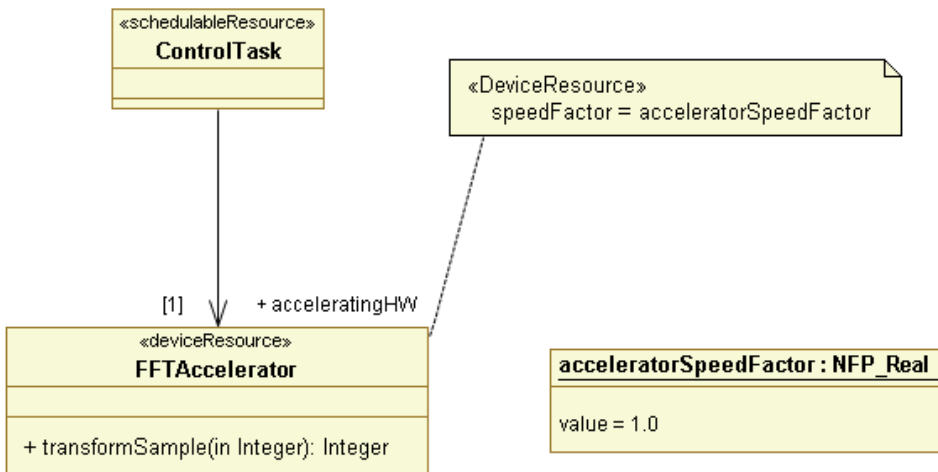 «schedulableResource»
ControlTask
«DeviceResource»
speedFactor = acceleratorSpeedFactor
[1]
+ acceleratingHW
«deviceResource»
FFTAccelerator
+ transformSample(in Integer): Integer
acceleratorSpeedFactor : NFP_Real
value = 1.0